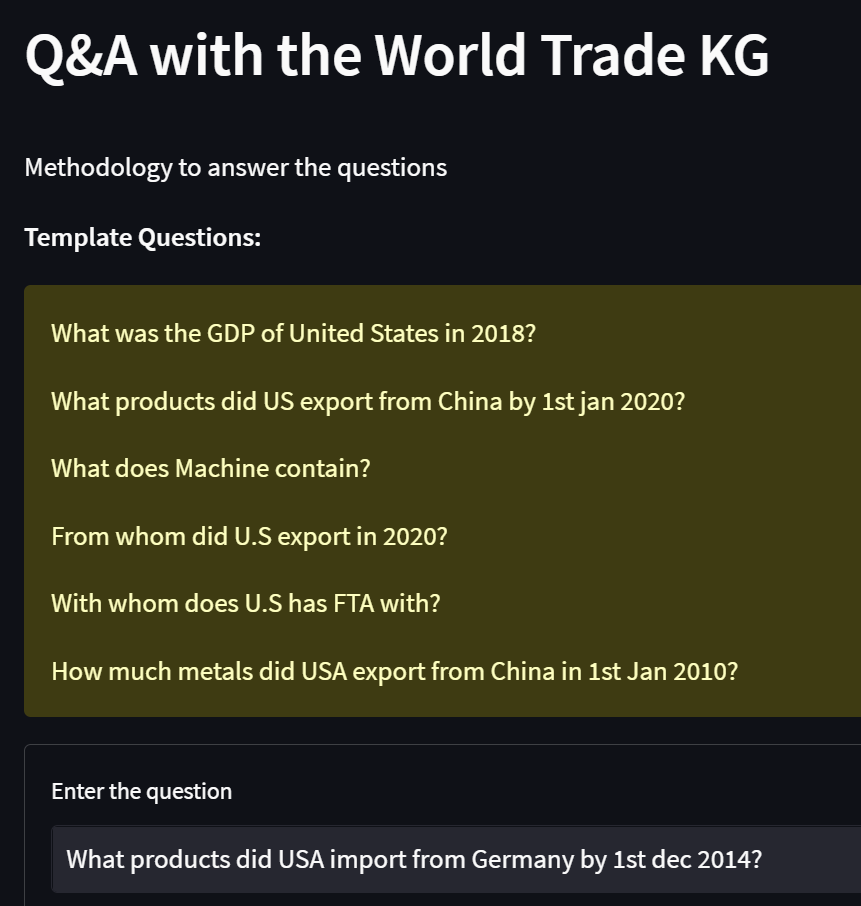 Q&A with the World Trade KG
Methodology to answer the questions
Template Questions:
What was the GDP of United States in 2018?
What products did US export from China by 1st jan 2020?
What does Machine contain?
From whom did U.S export in 2020?
With whom does U.S has FTA with?
How much metals did USA export from China in 1st Jan 2010?
Enter the question
What products did USA import from Germany by 1st dec 2014?